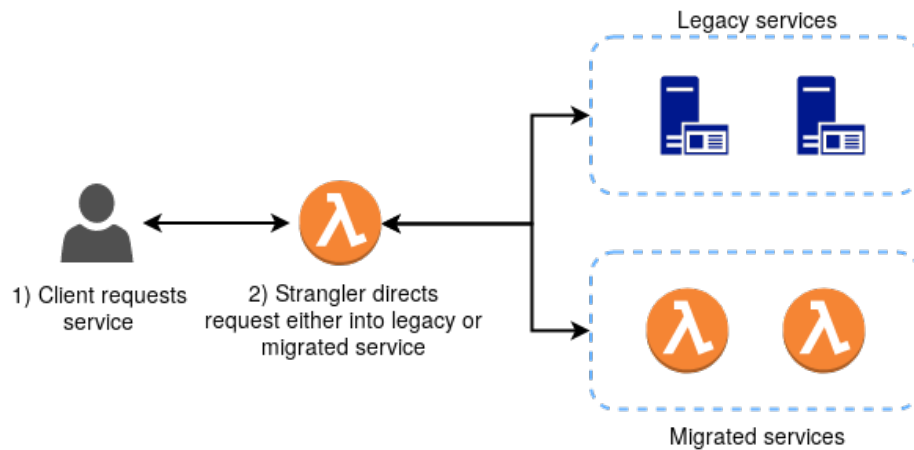 Legacy services
1) Client requests
service
2) Strangler directs
request either into legacy or
migrated service
Migrated services